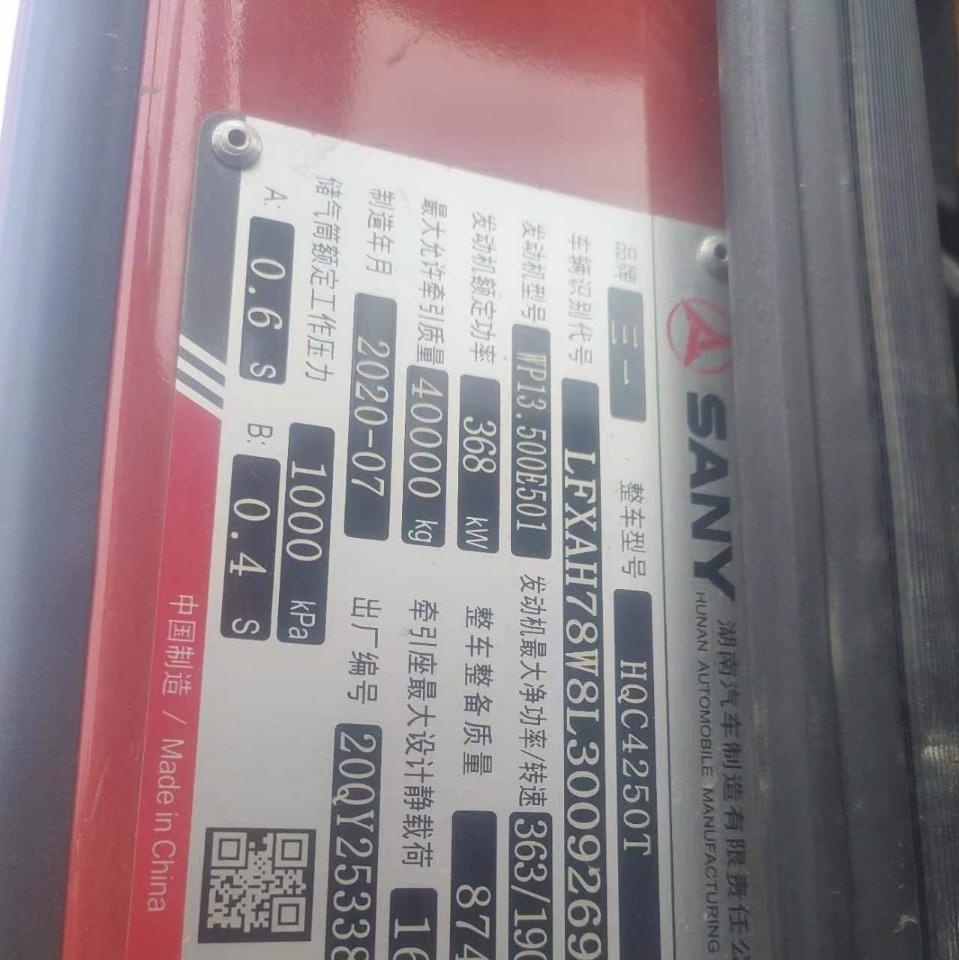 SANY 湖南汽车制造有限责任公
HUNAN AUTOMOBILE MANUFACTURING
品牌 三一 整车型号 HQC4250T
车辆识别代号 LFXAH78W8L3009269
发动机型号 WP13.500E501 发动机最大净功率/转速 363/190
发动机额定功率 368 kW 整车整备质量 874
最大允许牵引质量 40000 kg 牵引座最大设计静载荷 16
制造年月 2020-07 出厂编号 20QY25338
储气筒额定工作压力 1000 kPa
A: 0.6 S B: 0.4 S
中国制造 / Made in China